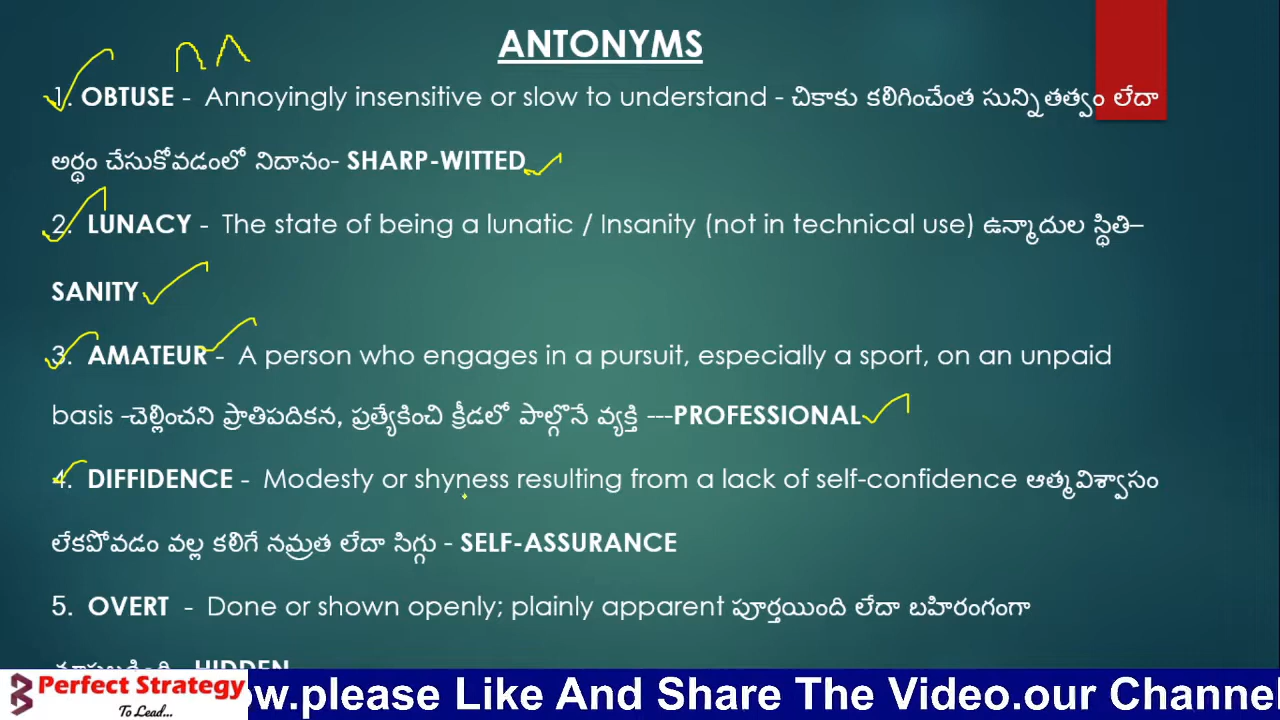 ANTONYMS
1. OBTUSE - Annoyingly insensitive or slow to understand - చికాకు కలిగించేంత సున్నితత్వం లేదా
అర్థం చేసుకోవడంలో నిదానం- SHARP-WITTED
2. LUNACY - The state of being a lunatic / Insanity (not in technical use) ఉన్మాదుల స్థితి–
SANITY
3. AMATEUR - A person who engages in a pursuit, especially a sport, on an unpaid
basis –చెల్లించని ప్రాతిపదికన, ప్రత్యేకించి క్రీడలో పాల్గొనే వ్యక్తి ---PROFESSIONAL
4. DIFFIDENCE - Modesty or shyness resulting from a lack of self-confidence ఆత్మవిశ్వాసం
లేకపోవడం వల్ల కలిగే నమ్రత లేదా సిగ్గు - SELF-ASSURANCE
5. OVERT - Done or shown openly; plainly apparent పూర్తయింది లేదా బహిరంగంగా
HIDDEN
Perfect Strategy
To Lead...
ow.please Like And Share The Video.our Channel